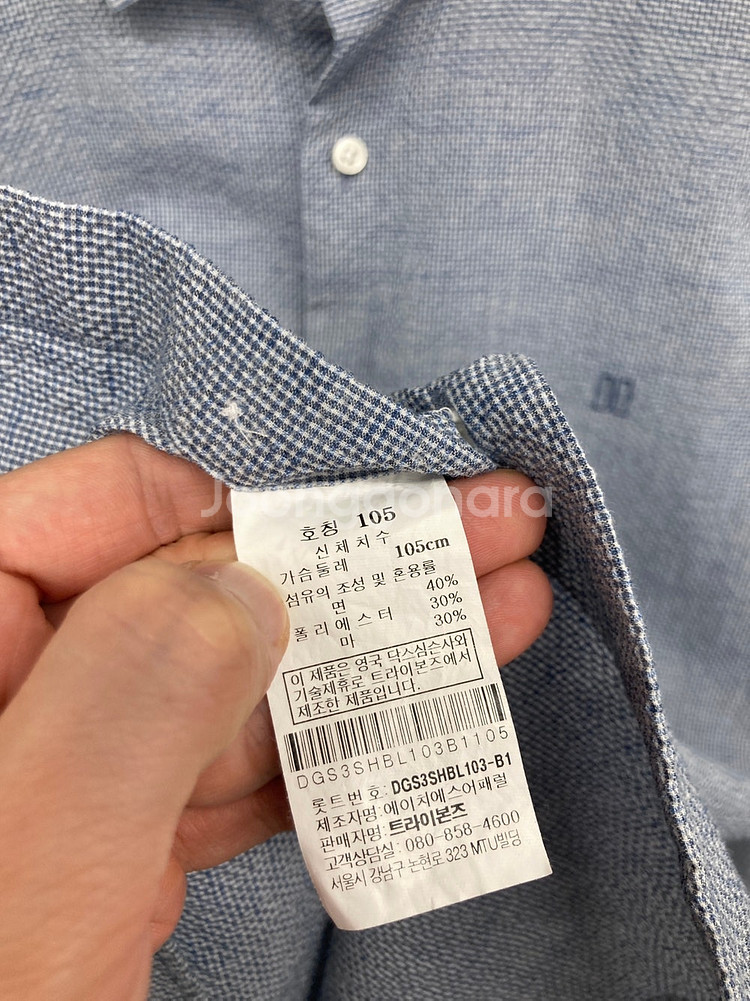 Joonggonara
호칭 105
신체치수
가슴둘레 105cm
섬유의 조성 및 혼용률
면 40%
폴리에스터 30%
마 30%
이 제품은 영국 닥스심슨사와
기술제휴로 트라이본즈에서
제조한 제품입니다.
DGS3SHBL103B1105
롯트번호: DGS3SHBL103-B1
제조자명: 에이치에스어패럴
판매자명: 트라이본즈
고객상담실: 080-858-4600
서울시 강남구 논현로 323 MTU빌딩